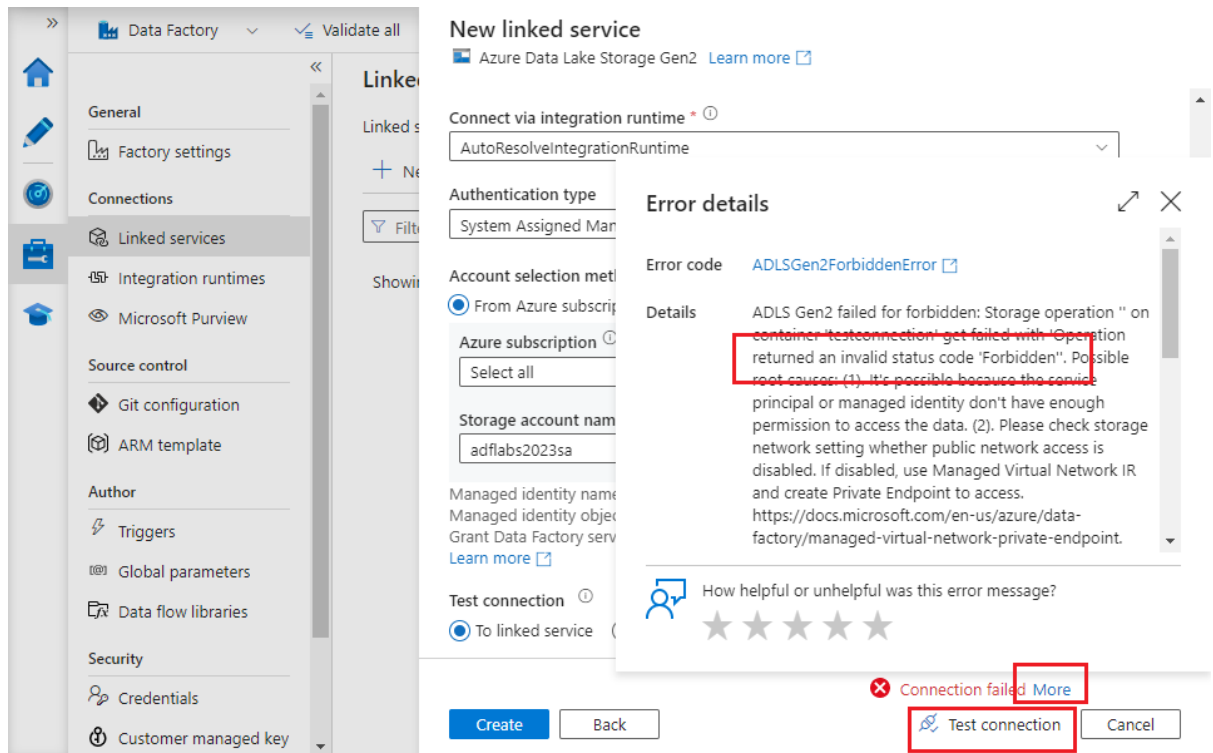 Data Factory
Validate all
General
Factory settings
Connections
Linked services
Integration runtimes
Microsoft Purview
Source control
Git configuration
ARM template
Author
Triggers
Global parameters
Data flow libraries
Security
Credentials
Customer managed key
Linked s
+ Ne
Showi
New linked service
Azure Data Lake Storage Gen2 Learn more
Connect via integration runtime *
AutoResolveIntegrationRuntime
Authentication type
System Assigned Man
Account selection met
From Azure subscrip
Azure subscription
Select all
Storage account nam
adflabs2023sa
Managed identity name
Managed identity objec
Grant Data Factory serv
Learn more
Test connection
To linked service
Error details
Error code ADLSGen2ForbiddenError
Details
ADLS Gen2 failed for forbidden: Storage operation '' on
container 'testconnection' get failed with 'Operation
returned an invalid status code 'Forbidden''. Possible
root causes: (1). It's possible because the service
principal or managed identity don't have enough
permission to access the data. (2). Please check storage
network setting whether public network access is
disabled. If disabled, use Managed Virtual Network IR
and create Private Endpoint to access.
https://docs.microsoft.com/en-us/azure/data-
factory/managed-virtual-network-private-endpoint.
How helpful or unhelpful was this error message?
Connection failed More
Create
Back
Test connection
Cancel